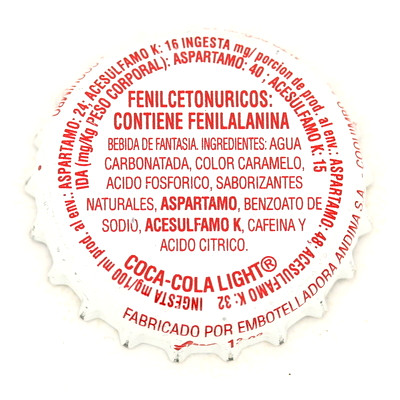 INGESTA mg/100 ml prod. al env.: ASPARTAMO: 24; ACESULFAMO K: 16 INGESTA mg/porcion de prod. al env.: ASPARTAMO: 48; ACESULFAMO K: 32
IDA (mg/Kg PESO CORPORAL): ASPARTAMO: 40; ACESULFAMO K: 15
FENILCETONURICOS:
CONTIENE FENILALANINA
BEBIDA DE FANTASIA. INGREDIENTES: AGUA
CARBONATADA, COLOR CARAMELO,
ACIDO FOSFORICO, SABORIZANTES
NATURALES, ASPARTAMO, BENZOATO DE
SODIO, ACESULFAMO K, CAFEINA Y
ACIDO CITRICO.
COCA-COLA LIGHT®
FABRICADO POR EMBOTELLADORA ANDINA S.A.